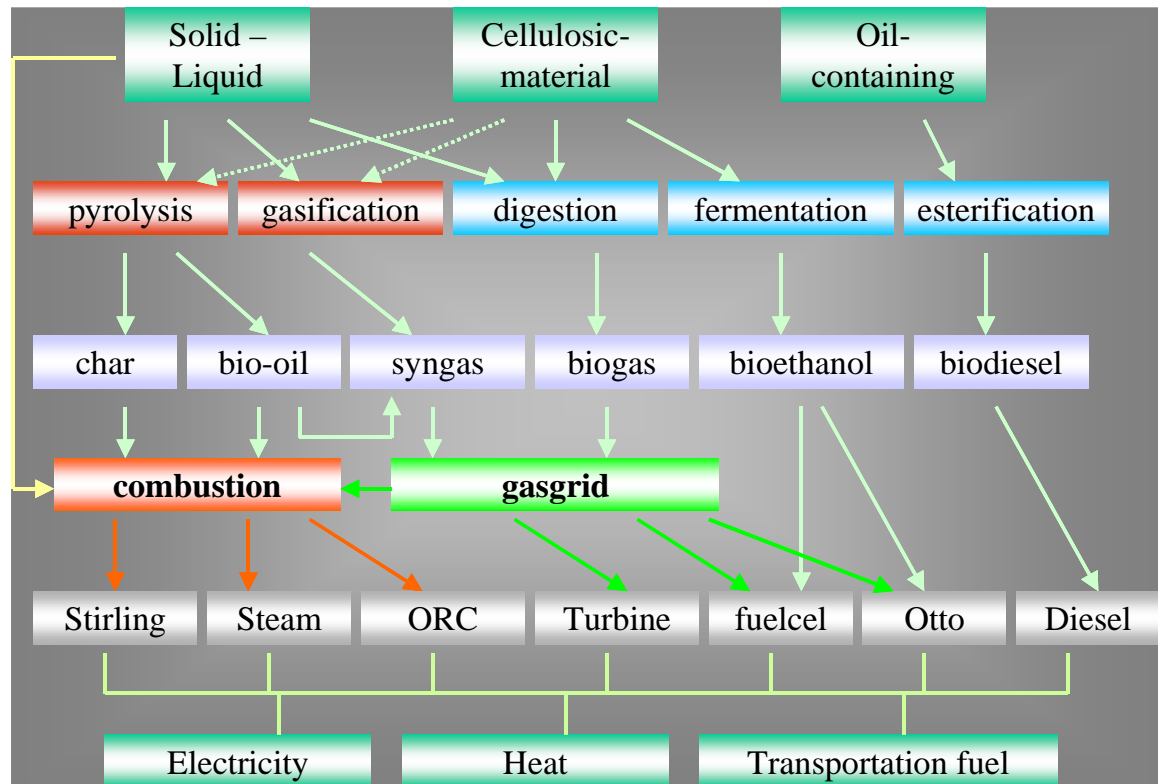 Solid –
Liquid
Cellulosic-
material
Oil-
containing
pyrolysis
gasification
digestion
fermentation
esterification
char
bio-oil
syngas
biogas
bioethanol
biodiesel
combustion
gasgrid
Stirling
Steam
ORC
Turbine
fuelcel
Otto
Diesel
Electricity
Heat
Transportation fuel